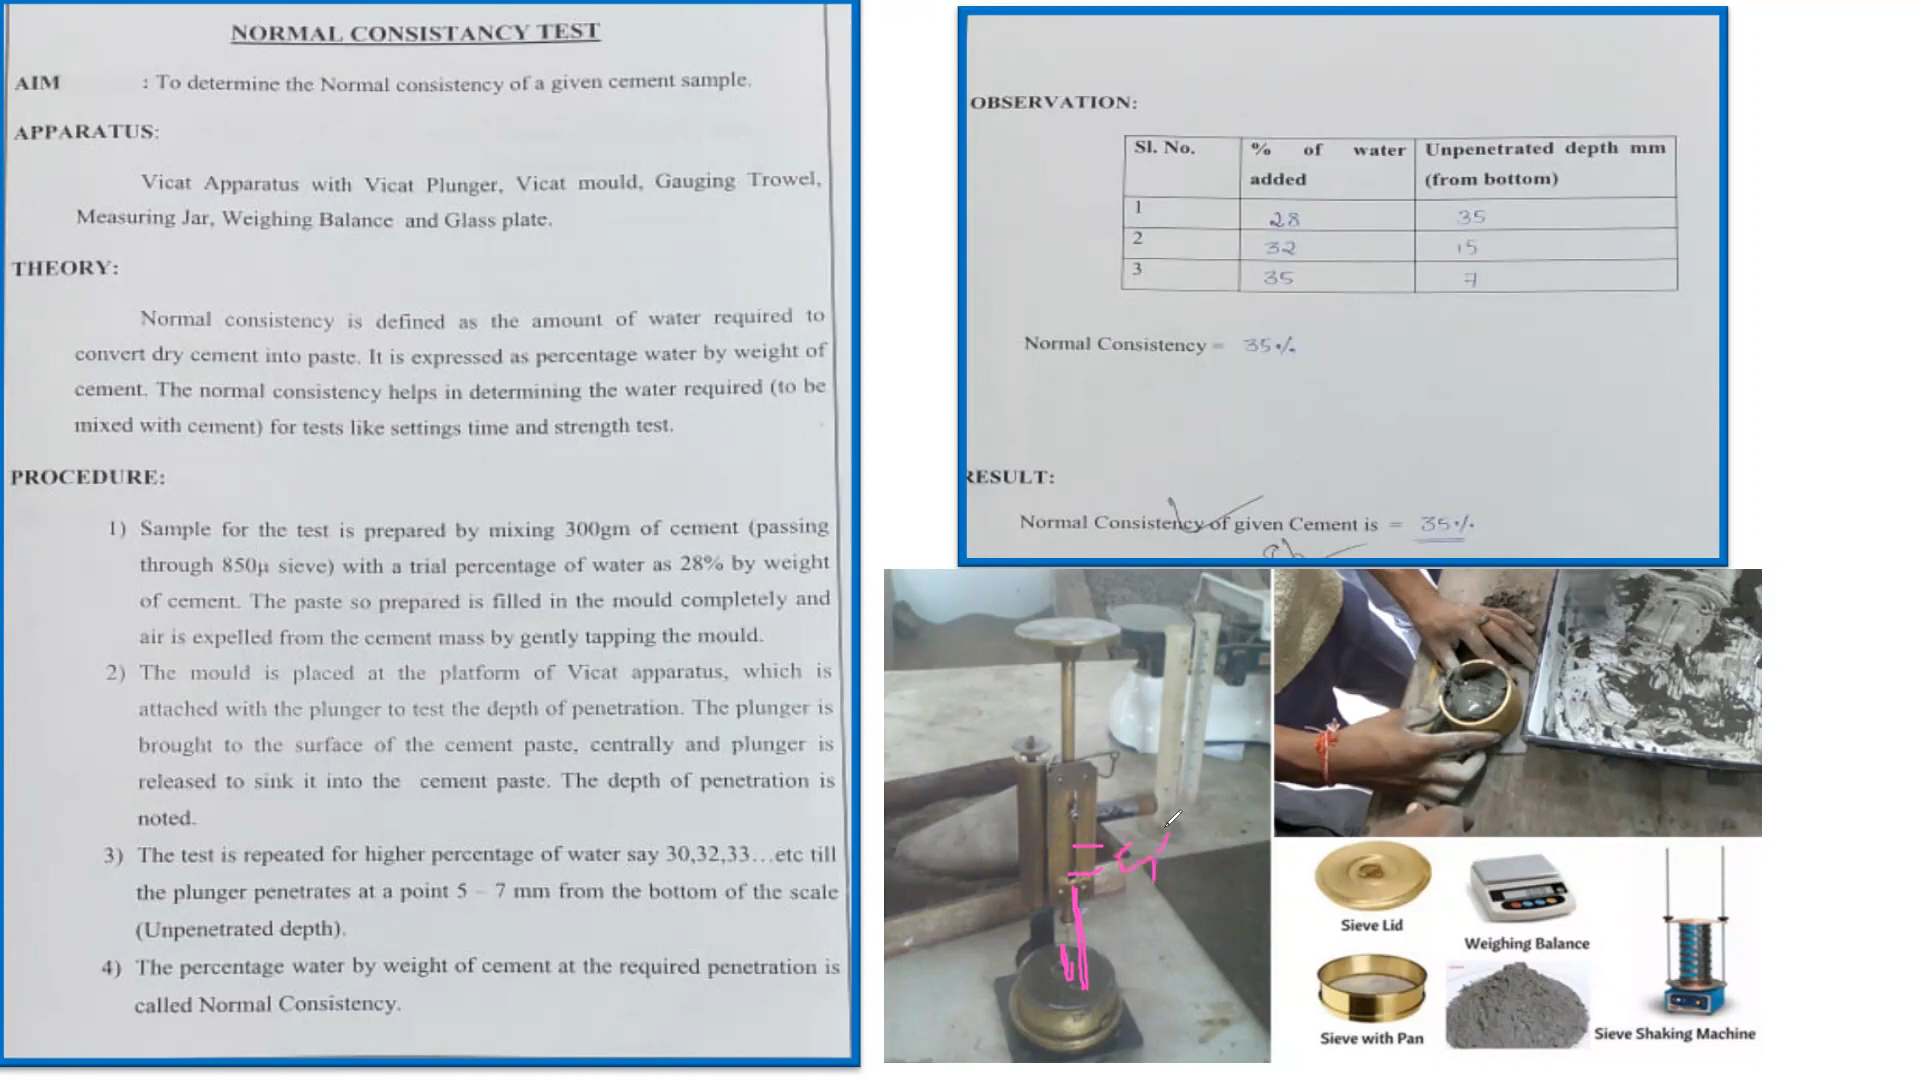 NORMAL CONSISTANCY TEST
AIM : To determine the Normal consistency of a given cement sample.
APPARATUS:
Vicat Apparatus with Vicat Plunger, Vicat mould, Gauging Trowel,
Measuring Jar, Weighing Balance and Glass plate.
THEORY:
Normal consistency is defined as the amount of water required to
convert dry cement into paste. It is expressed as percentage water by weight of
cement. The normal consistency helps in determining the water required (to be
mixed with cement) for tests like settings time and strength test.
PROCEDURE:
1) Sample for the test is prepared by mixing 300gm of cement (passing
through 850µ sieve) with a trial percentage of water as 28% by weight
of cement. The paste so prepared is filled in the mould completely and
air is expelled from the cement mass by gently tapping the mould.
2) The mould is placed at the platform of Vicat apparatus, which is
attached with the plunger to test the depth of penetration. The plunger is
brought to the surface of the cement paste, centrally and plunger is
released to sink it into the cement paste. The depth of penetration is
noted.
3) The test is repeated for higher percentage of water say 30,32,33…etc till
the plunger penetrates at a point 5 – 7 mm from the bottom of the scale
(Unpenetrated depth).
4) The percentage water by weight of cement at the required penetration is
called Normal Consistency.
OBSERVATION:
Sl. No. % of water added Unpenetrated depth mm (from bottom)
1 28 35
2 32 15
3 35 7
Normal Consistency = 35%
RESULT:
Normal Consistency of given Cement is = 35%
Sieve Lid
Weighing Balance
Sieve with Pan
Sieve Shaking Machine